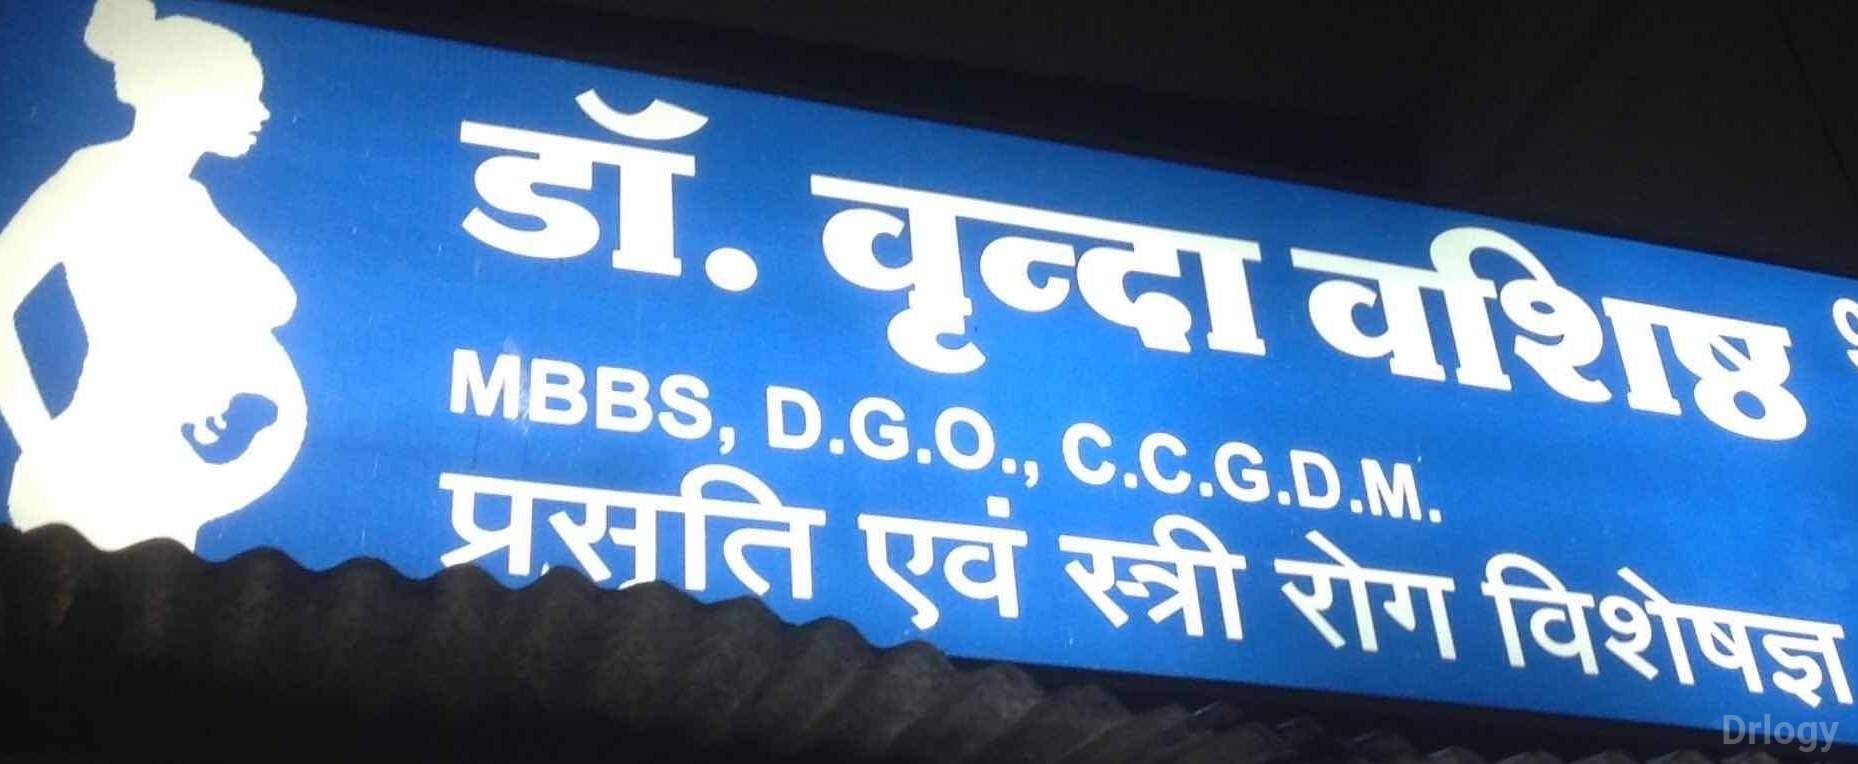 डॉ. वृन्दा वशिष्ठ
MBBS, D.G.O., C.C.G.D.M.
प्रसूति एवं स्त्री रोग विशेषज्ञ
Drlogy